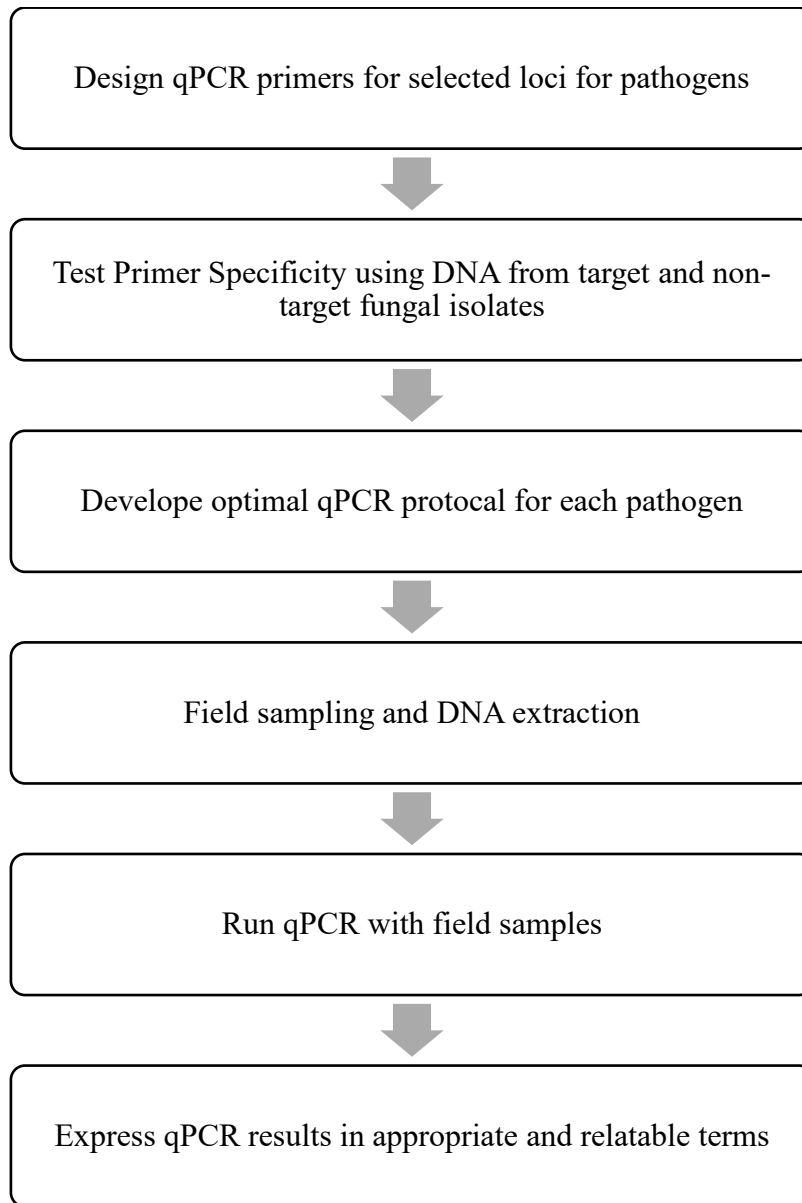 Design qPCR primers for selected loci for pathogens
Test Primer Specificity using DNA from target and non-
target fungal isolates
Develope optimal qPCR protocal for each pathogen
Field sampling and DNA extraction
Run qPCR with field samples
Express qPCR results in appropriate and relatable terms